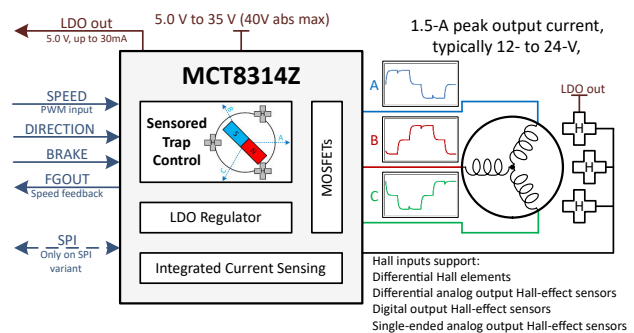 LDO out
5.0 V, up to 30mA
5.0 V to 35 V (40V abs max)
1.5-A peak output current,
typically 12- to 24-V,
MCT8314Z
SPEED
PWM input
DIRECTION
BRAKE
FGOUT
Speed feedback
SPI
Only on SPI
variant
Sensored
Trap
Control
H
H
H
A
B
C
S
N
MOSFETs
LDO Regulator
Integrated Current Sensing
A
B
C
LDO out
H
H
H
Hall inputs support:
Differential Hall elements
Differential analog output Hall-effect sensors
Digital output Hall-effect sensors
Single-ended analog output Hall-effect sensors